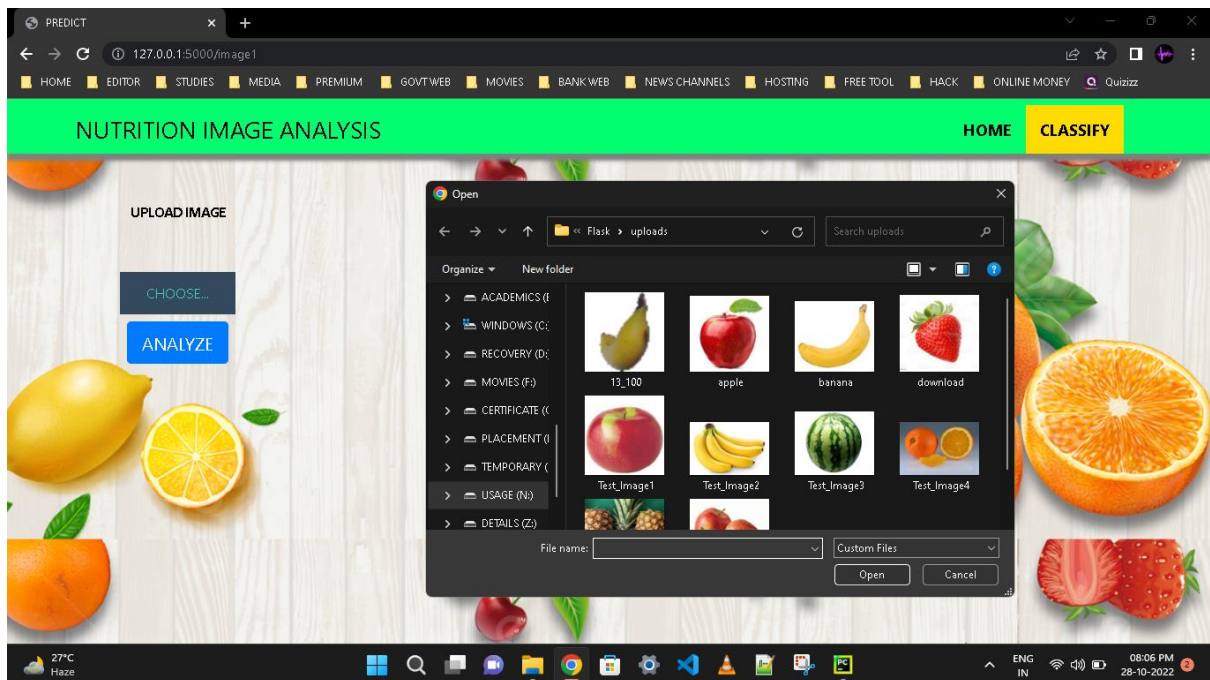 PREDICT
127.0.0.1:5000/image1
HOME EDITOR STUDIES MEDIA PREMIUM GOVT WEB MOVIES BANK WEB NEWS CHANNELS HOSTING FREE TOOL HACK ONLINE MONEY Quizizz
NUTRITION IMAGE ANALYSIS HOME CLASSIFY
UPLOAD IMAGE
CHOOSE...
ANALYZE
Open
« Flask › uploads Search uploads
Organize New folder
ACADEMICS (E
WINDOWS (C:
RECOVERY (D:
MOVIES (F:)
CERTIFICATE ((
PLACEMENT (I
TEMPORARY (
USAGE (N:)
DETAILS (Z:)
13_100 apple banana download
Test_Image1 Test_Image2 Test_Image3 Test_Image4
File name: Custom Files
Open Cancel
27°C
Haze
ENG
IN
08:06 PM
28-10-2022
2